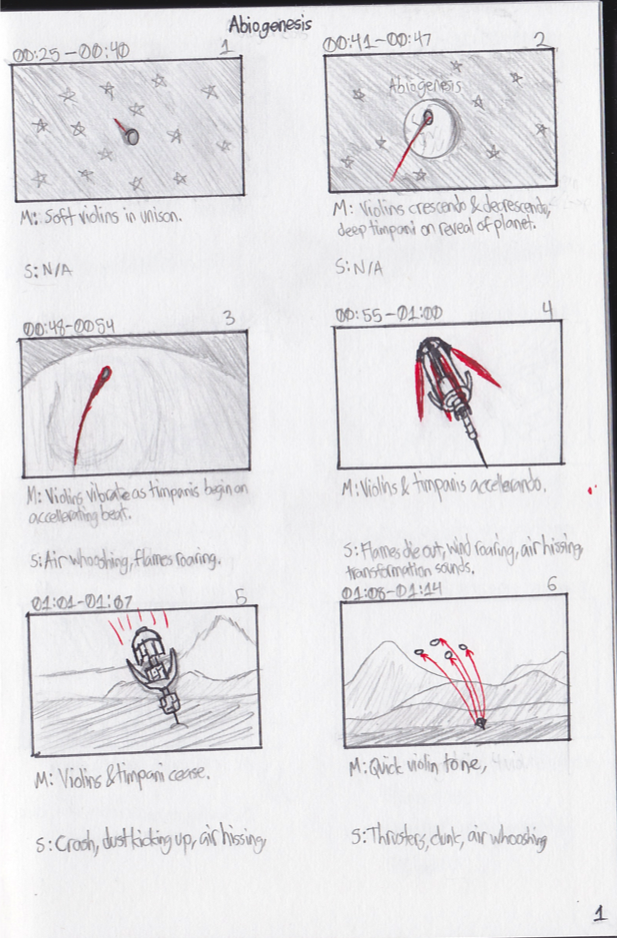 Abiogenesis
00:25-00:40 1
M: Soft violins in unison.
S: N/A
00:41-00:47 2
Abiogenesis
M: Violins crescendo & decrescendo,
deep timpani on reveal of planet.
S: N/A
00:48-0054 3
M: Violins vibrate as timpanis begin on
accelerating beat.
S: Air whooshing, flames roaring.
00:55-01:00 4
M: Violins & timpanis accelerando.
S: Flames die out, wind roaring, air hissing,
transformation sounds.
01:01-01:07 5
M: Violins & timpani cease.
S: Crash, dust kicking up, air hissing,
01:08-01:14 6
M: Quick violin tone,
S: Thrusters, clunk, air whooshing
1